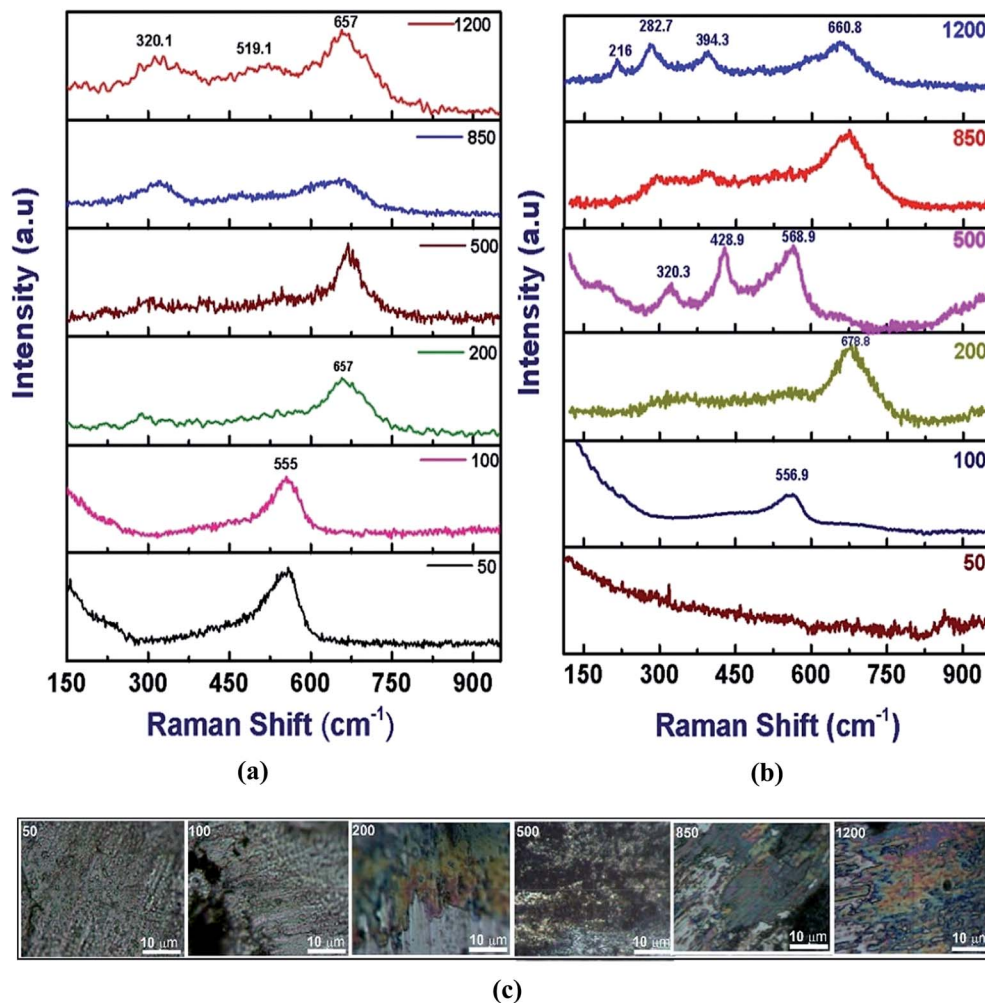 320.1
519.1
657
1200
850
500
200
657
100
555
50
150 300 450 600 750 900
Intensity (a.u)
Raman Shift (cm⁻¹)
(a)
216
282.7
394.3
660.8
1200
850
500
320.3
428.9
568.9
200
678.8
100
556.9
50
150 300 450 600 750 900
Intensity (a.u)
Raman Shift (cm⁻¹)
(b)
50 100 200 500 850 1200
10 μm 10 μm 10 μm 10 μm 10 μm 10 μm
(c)